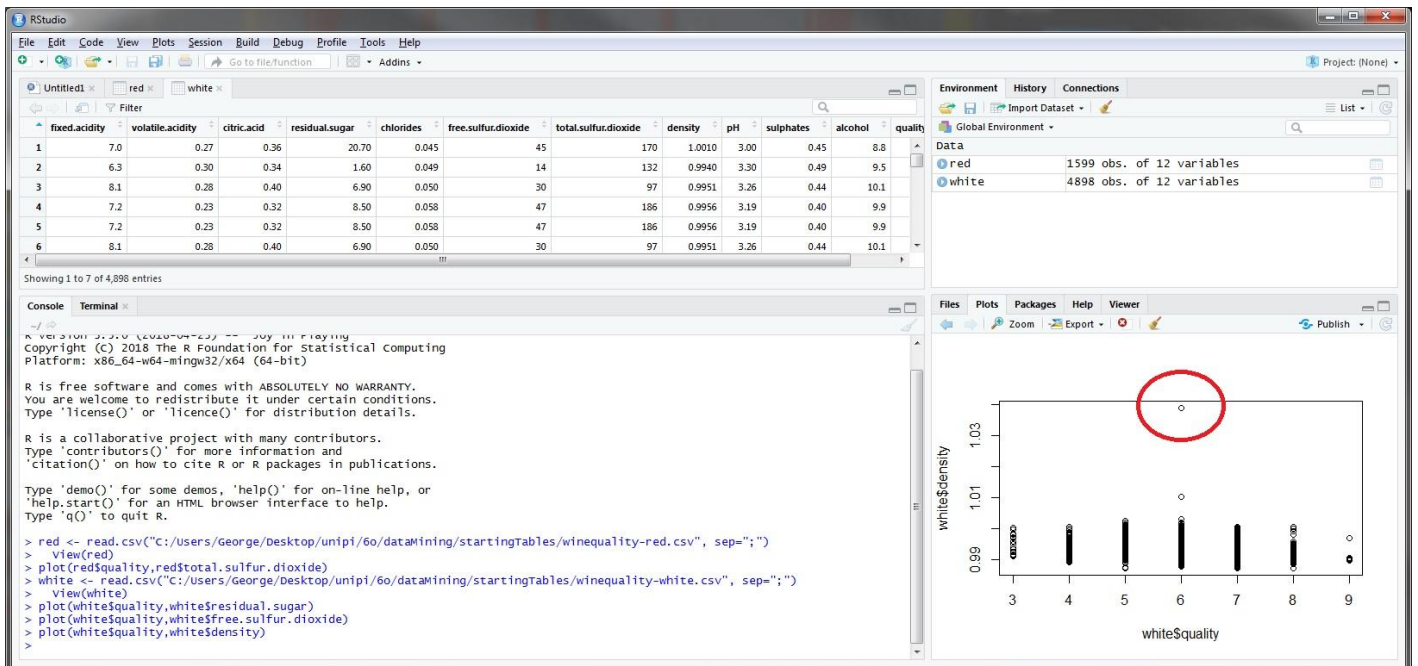 RStudio
File Edit Code View Plots Session Build Debug Profile Tools Help
Go to file/function Addins Project: (None)
Untitled1 red white
Filter
fixed.acidity volatile.acidity citric.acid residual.sugar chlorides free.sulfur.dioxide total.sulfur.dioxide density pH sulphates alcohol quality
1 7.0 0.27 0.36 20.70 0.045 45 170 1.0010 3.00 0.45 8.8
2 6.3 0.30 0.34 1.60 0.049 14 132 0.9940 3.30 0.49 9.5
3 8.1 0.28 0.40 6.90 0.050 30 97 0.9951 3.26 0.44 10.1
4 7.2 0.23 0.32 8.50 0.058 47 186 0.9956 3.19 0.40 9.9
5 7.2 0.23 0.32 8.50 0.058 47 186 0.9956 3.19 0.40 9.9
6 8.1 0.28 0.40 6.90 0.050 30 97 0.9951 3.26 0.44 10.1
Showing 1 to 7 of 4,898 entries
Environment History Connections
Import Dataset List
Global Environment
Data
red 1599 obs. of 12 variables
white 4898 obs. of 12 variables
Console Terminal
~/
Copyright (C) 2018 The R Foundation for Statistical Computing
Platform: x86_64-w64-mingw32/x64 (64-bit)
R is free software and comes with ABSOLUTELY NO WARRANTY.
You are welcome to redistribute it under certain conditions.
Type 'license()' or 'licence()' for distribution details.
R is a collaborative project with many contributors.
Type 'contributors()' for more information and
'citation()' on how to cite R or R packages in publications.
Type 'demo()' for some demos, 'help()' for on-line help, or
'help.start()' for an HTML browser interface to help.
Type 'q()' to quit R.
> red <- read.csv("C:/Users/George/Desktop/unipi/6o/dataMining/startingTables/winequality-red.csv", sep=";")
>   View(red)
> plot(red$quality,red$total.sulfur.dioxide)
> white <- read.csv("C:/Users/George/Desktop/unipi/6o/dataMining/startingTables/winequality-white.csv", sep=";")
>   View(white)
> plot(white$quality,white$residual.sugar)
> plot(white$quality,white$free.sulfur.dioxide)
> plot(white$quality,white$density)
>
Files Plots Packages Help Viewer
Zoom Export Publish
white$density
1.03
1.01
0.99
3 4 5 6 7 8 9
white$quality